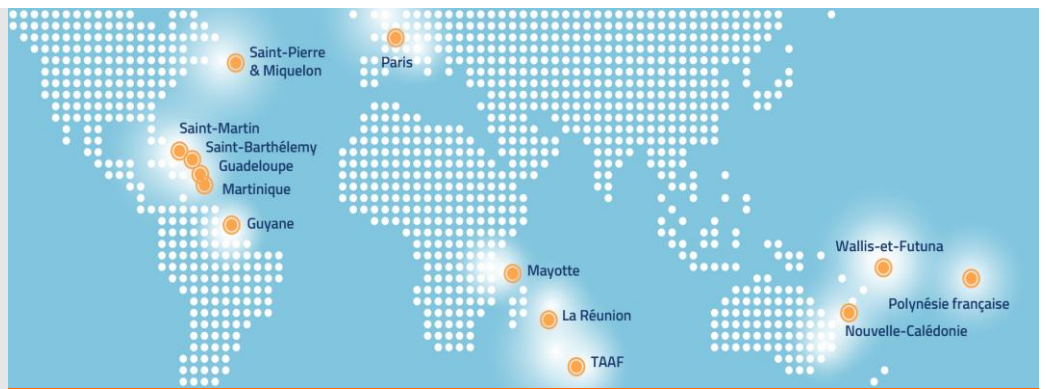 Saint-Pierre
& Miquelon
Paris
Saint-Martin
Saint-Barthélemy
Guadeloupe
Martinique
Guyane
Mayotte
La Réunion
TAAF
Wallis-et-Futuna
Polynésie française
Nouvelle-Calédonie